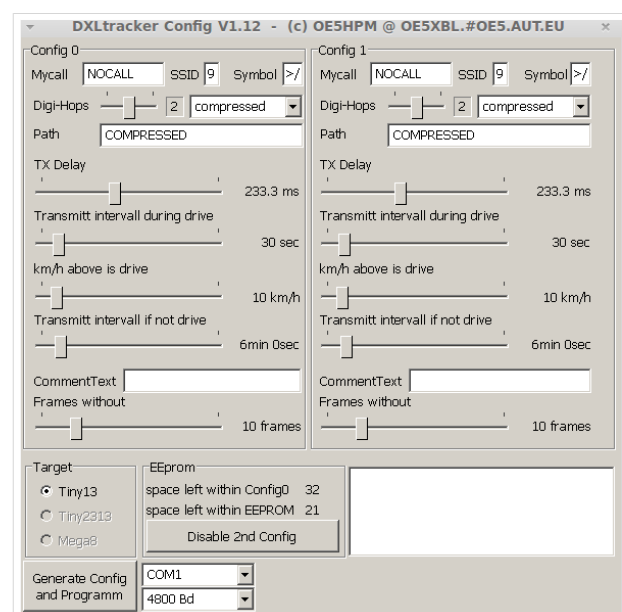 DXLtracker Config V1.12 - (c) OE5HPM @ OE5XBL.#OE5.AUT.EU
Config 0
Mycall NOCALL SSID 9 Symbol >/
Digi-Hops 2 compressed
Path COMPRESSED
TX Delay
233.3 ms
Transmitt intervall during drive
30 sec
km/h above is drive
10 km/h
Transmitt intervall if not drive
6min 0sec
CommentText
Frames without
10 frames
Config 1
Mycall NOCALL SSID 9 Symbol >/
Digi-Hops 2 compressed
Path COMPRESSED
TX Delay
233.3 ms
Transmitt intervall during drive
30 sec
km/h above is drive
10 km/h
Transmitt intervall if not drive
6min 0sec
CommentText
Frames without
10 frames
Target
Tiny13
Tiny2313
Mega8
EEprom
space left within Config0 32
space left within EEPROM 21
Disable 2nd Config
Generate Config
and Programm
COM1
4800 Bd